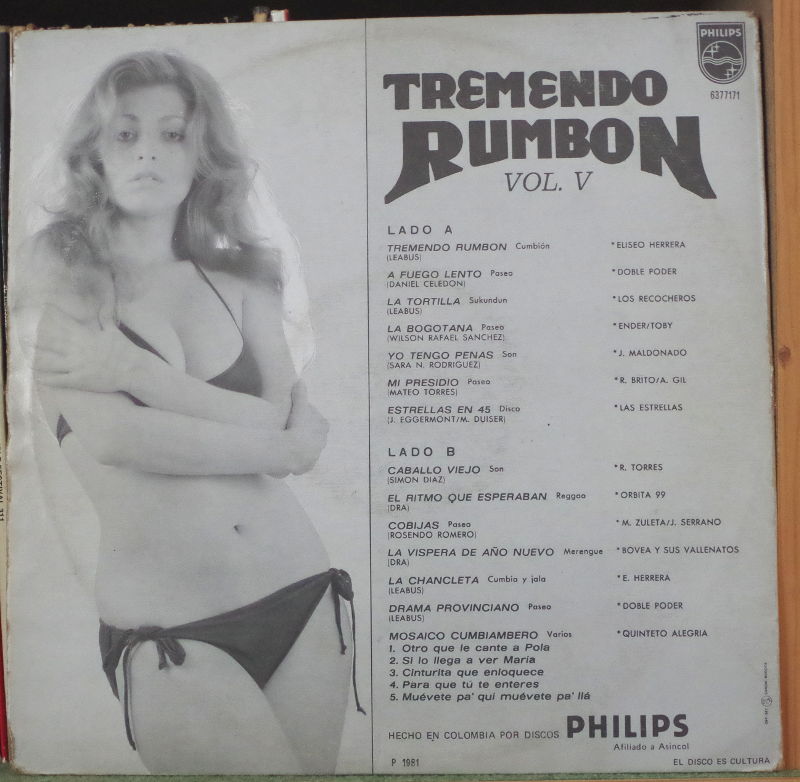 PHILIPS
6377171
TREMENDO
RUMBON
VOL. V
LADO A
TREMENDO RUMBON Cumbión *ELISEO HERRERA
(LEABUS)
A FUEGO LENTO Paseo *DOBLE PODER
(DANIEL CELEDON)
LA TORTILLA Sukundun *LOS RECOCHEROS
(LEABUS)
LA BOGOTANA Paseo *ENDER/TOBY
(WILSON RAFAEL SANCHEZ)
YO TENGO PENAS Son *J. MALDONADO
(SARA N. RODRIGUEZ)
MI PRESIDIO Paseo *R. BRITO/A. GIL
(MATEO TORRES)
ESTRELLAS EN 45 Disco *LAS ESTRELLAS
(J. EGGERMONT/M. DUISER)
LADO B
CABALLO VIEJO Son *R. TORRES
(SIMON DIAZ)
EL RITMO QUE ESPERABAN Reggao *ORBITA 99
(DRA)
COBIJAS Paseo *M. ZULETA/J. SERRANO
(ROSENDO ROMERO)
LA VISPERA DE AÑO NUEVO Merengue *BOVEA Y SUS VALLENATOS
(DRA)
LA CHANCLETA Cumbia y jala *E. HERRERA
(LEABUS)
DRAMA PROVINCIANO Paseo *DOBLE PODER
(LEABUS)
MOSAICO CUMBIAMBERO Varios *QUINTETO ALEGRIA
1. Otro que le cante a Pola
2. Si lo llega a ver María
3. Cinturita que enloquece
4. Para que tú te enteres
5. Muévete pa' quí muévete pa' llá
HECHO EN COLOMBIA POR DISCOS PHILIPS
Afiliado a Asincol
P 1981 EL DISCO ES CULTURA